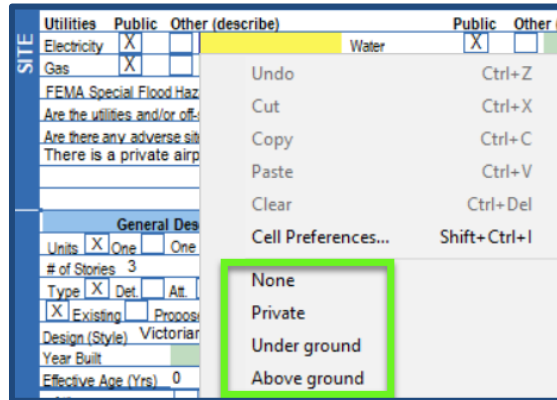 Utilities Public Other (describe) Public Other
SITE
Electricity X Water X
Gas X
FEMA Special Flood Haz
Are the utilities and/or off-
Are there any adverse sit
There is a private airp
General Des
Units X One One
# of Stories 3
Type X Det. Att.
X Existing Propos
Design (Style) Victorian
Year Built
Effective Age (Yrs) 0
Undo Ctrl+Z
Cut Ctrl+X
Copy Ctrl+C
Paste Ctrl+V
Clear Ctrl+Del
Cell Preferences... Shift+Ctrl+I
None
Private
Under ground
Above ground